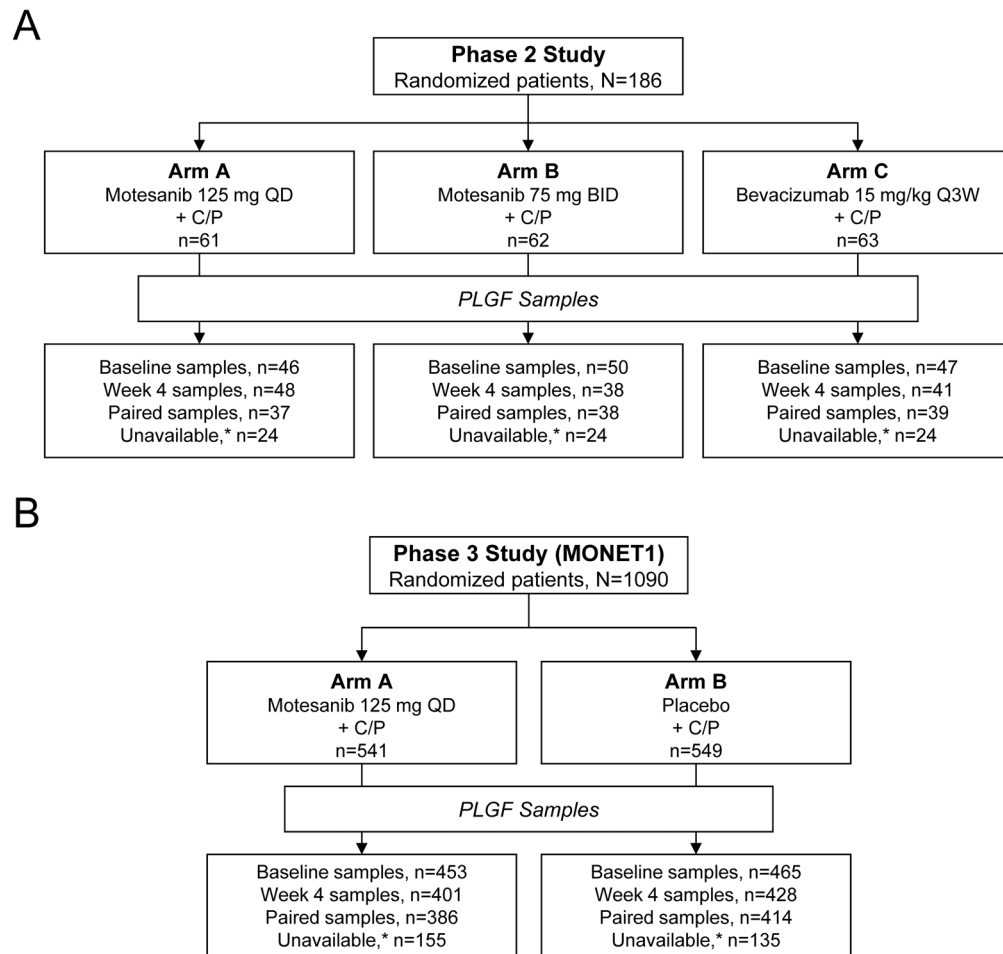 A
Phase 2 Study
Randomized patients, N=186
Arm A
Motesanib 125 mg QD
+ C/P
n=61
Arm B
Motesanib 75 mg BID
+ C/P
n=62
Arm C
Bevacizumab 15 mg/kg Q3W
+ C/P
n=63
PLGF Samples
Baseline samples, n=46
Week 4 samples, n=48
Paired samples, n=37
Unavailable,* n=24
Baseline samples, n=50
Week 4 samples, n=38
Paired samples, n=38
Unavailable,* n=24
Baseline samples, n=47
Week 4 samples, n=41
Paired samples, n=39
Unavailable,* n=24
B
Phase 3 Study (MONET1)
Randomized patients, N=1090
Arm A
Motesanib 125 mg QD
+ C/P
n=541
Arm B
Placebo
+ C/P
n=549
PLGF Samples
Baseline samples, n=453
Week 4 samples, n=401
Paired samples, n=386
Unavailable,* n=155
Baseline samples, n=465
Week 4 samples, n=428
Paired samples, n=414
Unavailable,* n=135